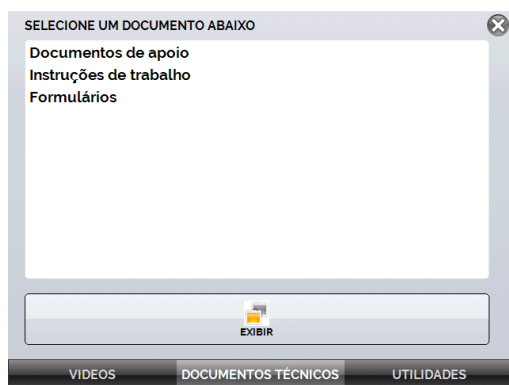 SELECIONE UM DOCUMENTO ABAIXO
Documentos de apoio
Instruções de trabalho
Formulários
EXIBIR
VIDEOS
DOCUMENTOS TÉCNICOS
UTILIDADES